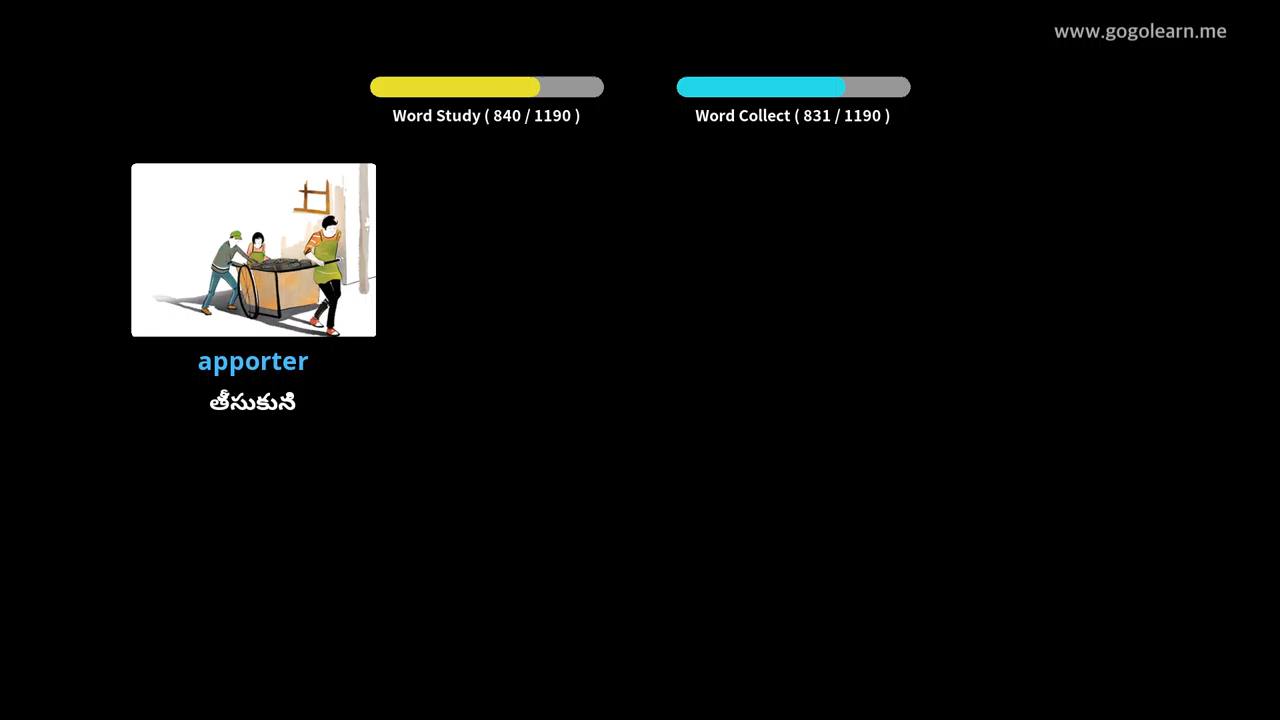 www.gogolearn.me
Word Study ( 840 / 1190 )
Word Collect ( 831 / 1190 )
apporter
తీసుకుని